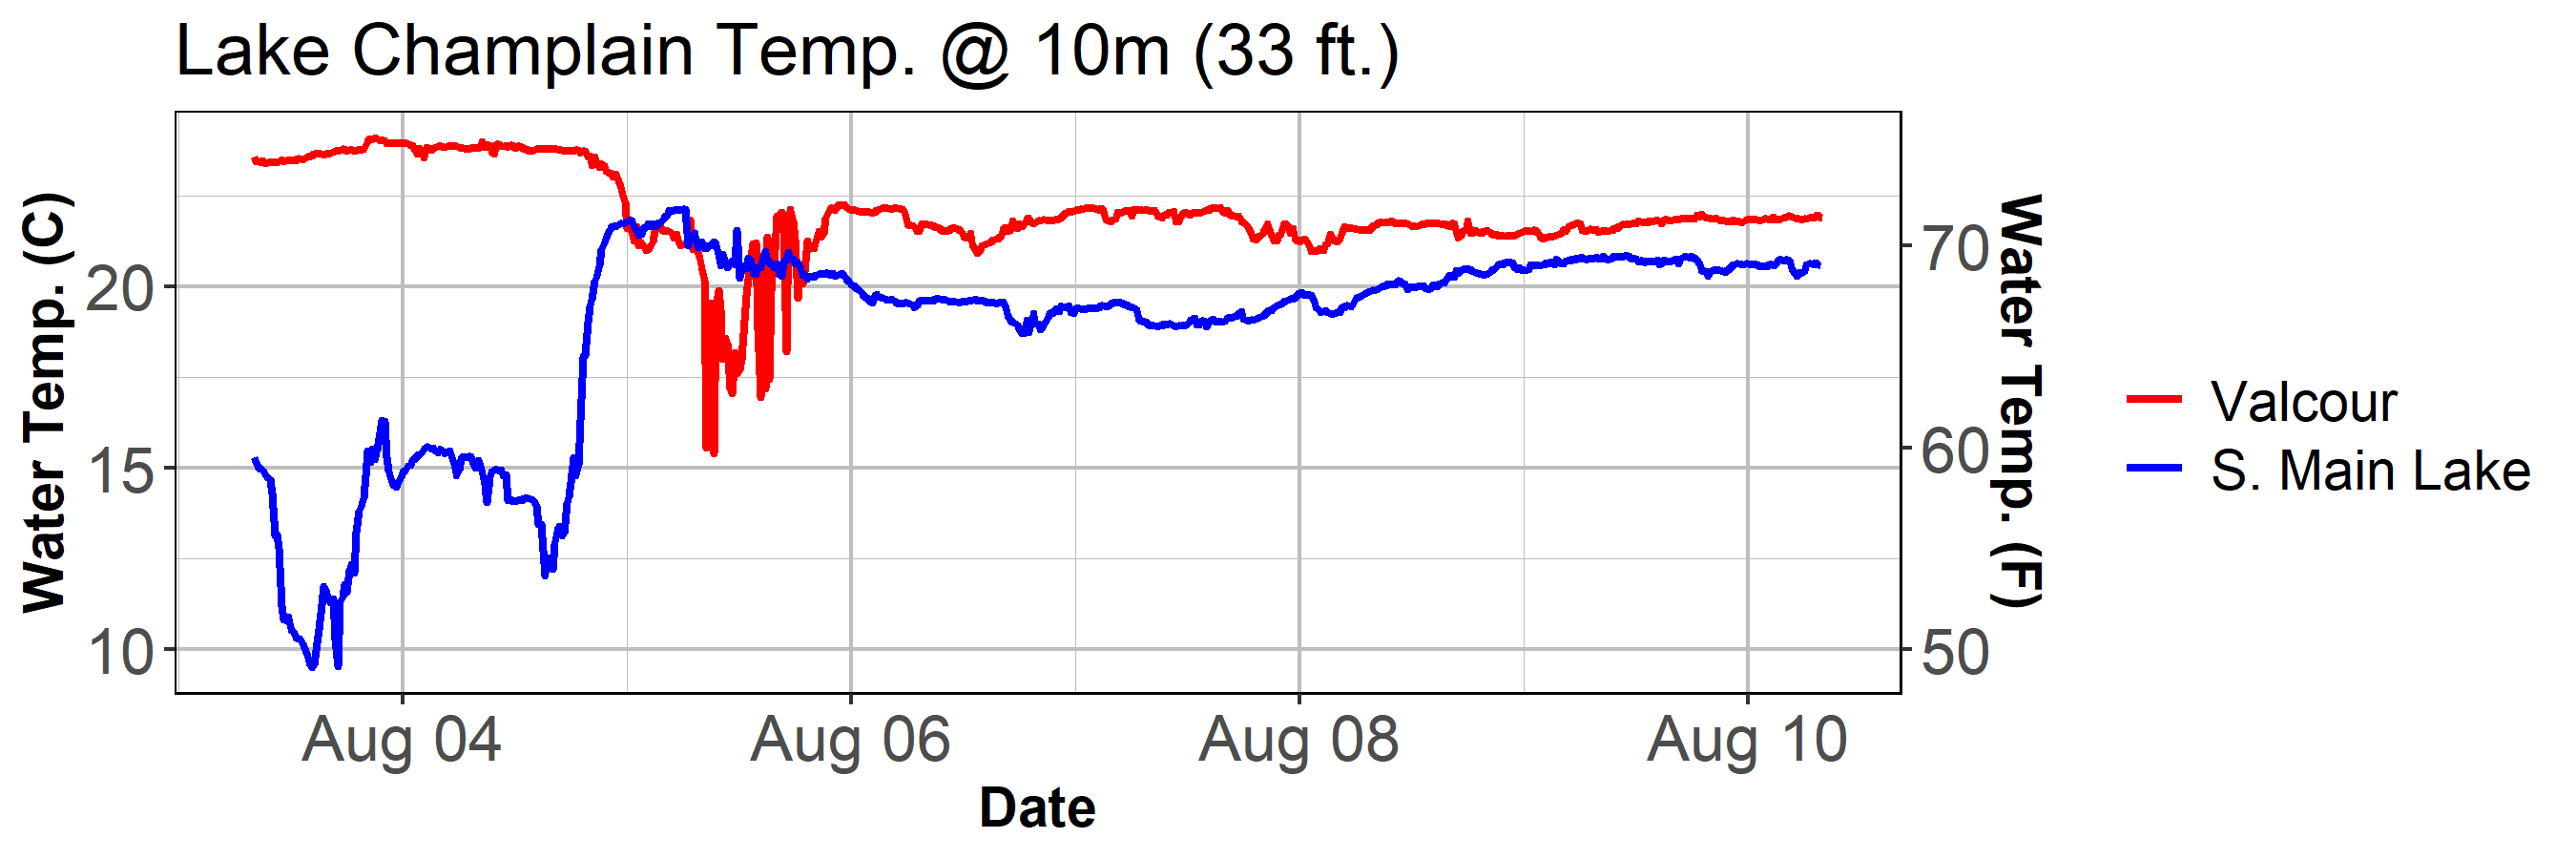 Lake Champlain Temp. @ 10m (33 ft.)
Water Temp. (C)
20
15
10
70
60
50
Water Temp. (F)
Aug 04
Aug 06
Aug 08
Aug 10
Date
Valcour
S. Main Lake